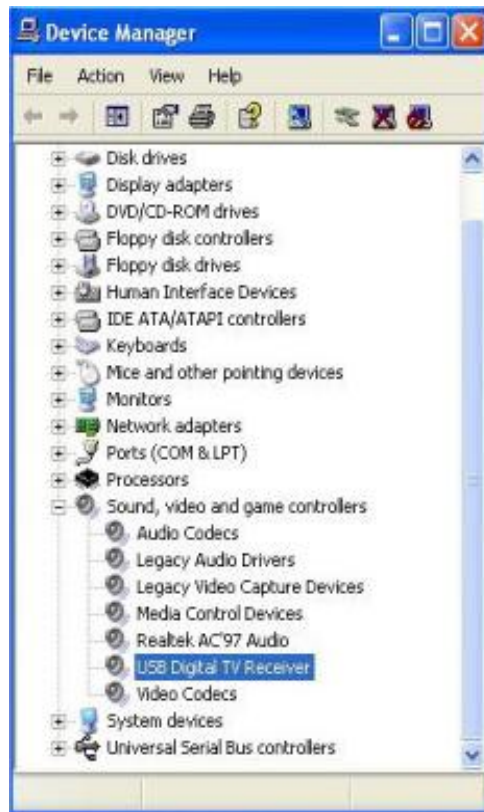 Device Manager
File Action View Help
Disk drives
Display adapters
DVD/CD-ROM drives
Floppy disk controllers
Floppy disk drives
Human Interface Devices
IDE ATA/ATAPI controllers
Keyboards
Mice and other pointing devices
Monitors
Network adapters
Ports (COM & LPT)
Processors
Sound, video and game controllers
Audio Codecs
Legacy Audio Drivers
Legacy Video Capture Devices
Media Control Devices
Realtek AC'97 Audio
USB Digital TV Receiver
Video Codecs
System devices
Universal Serial Bus controllers